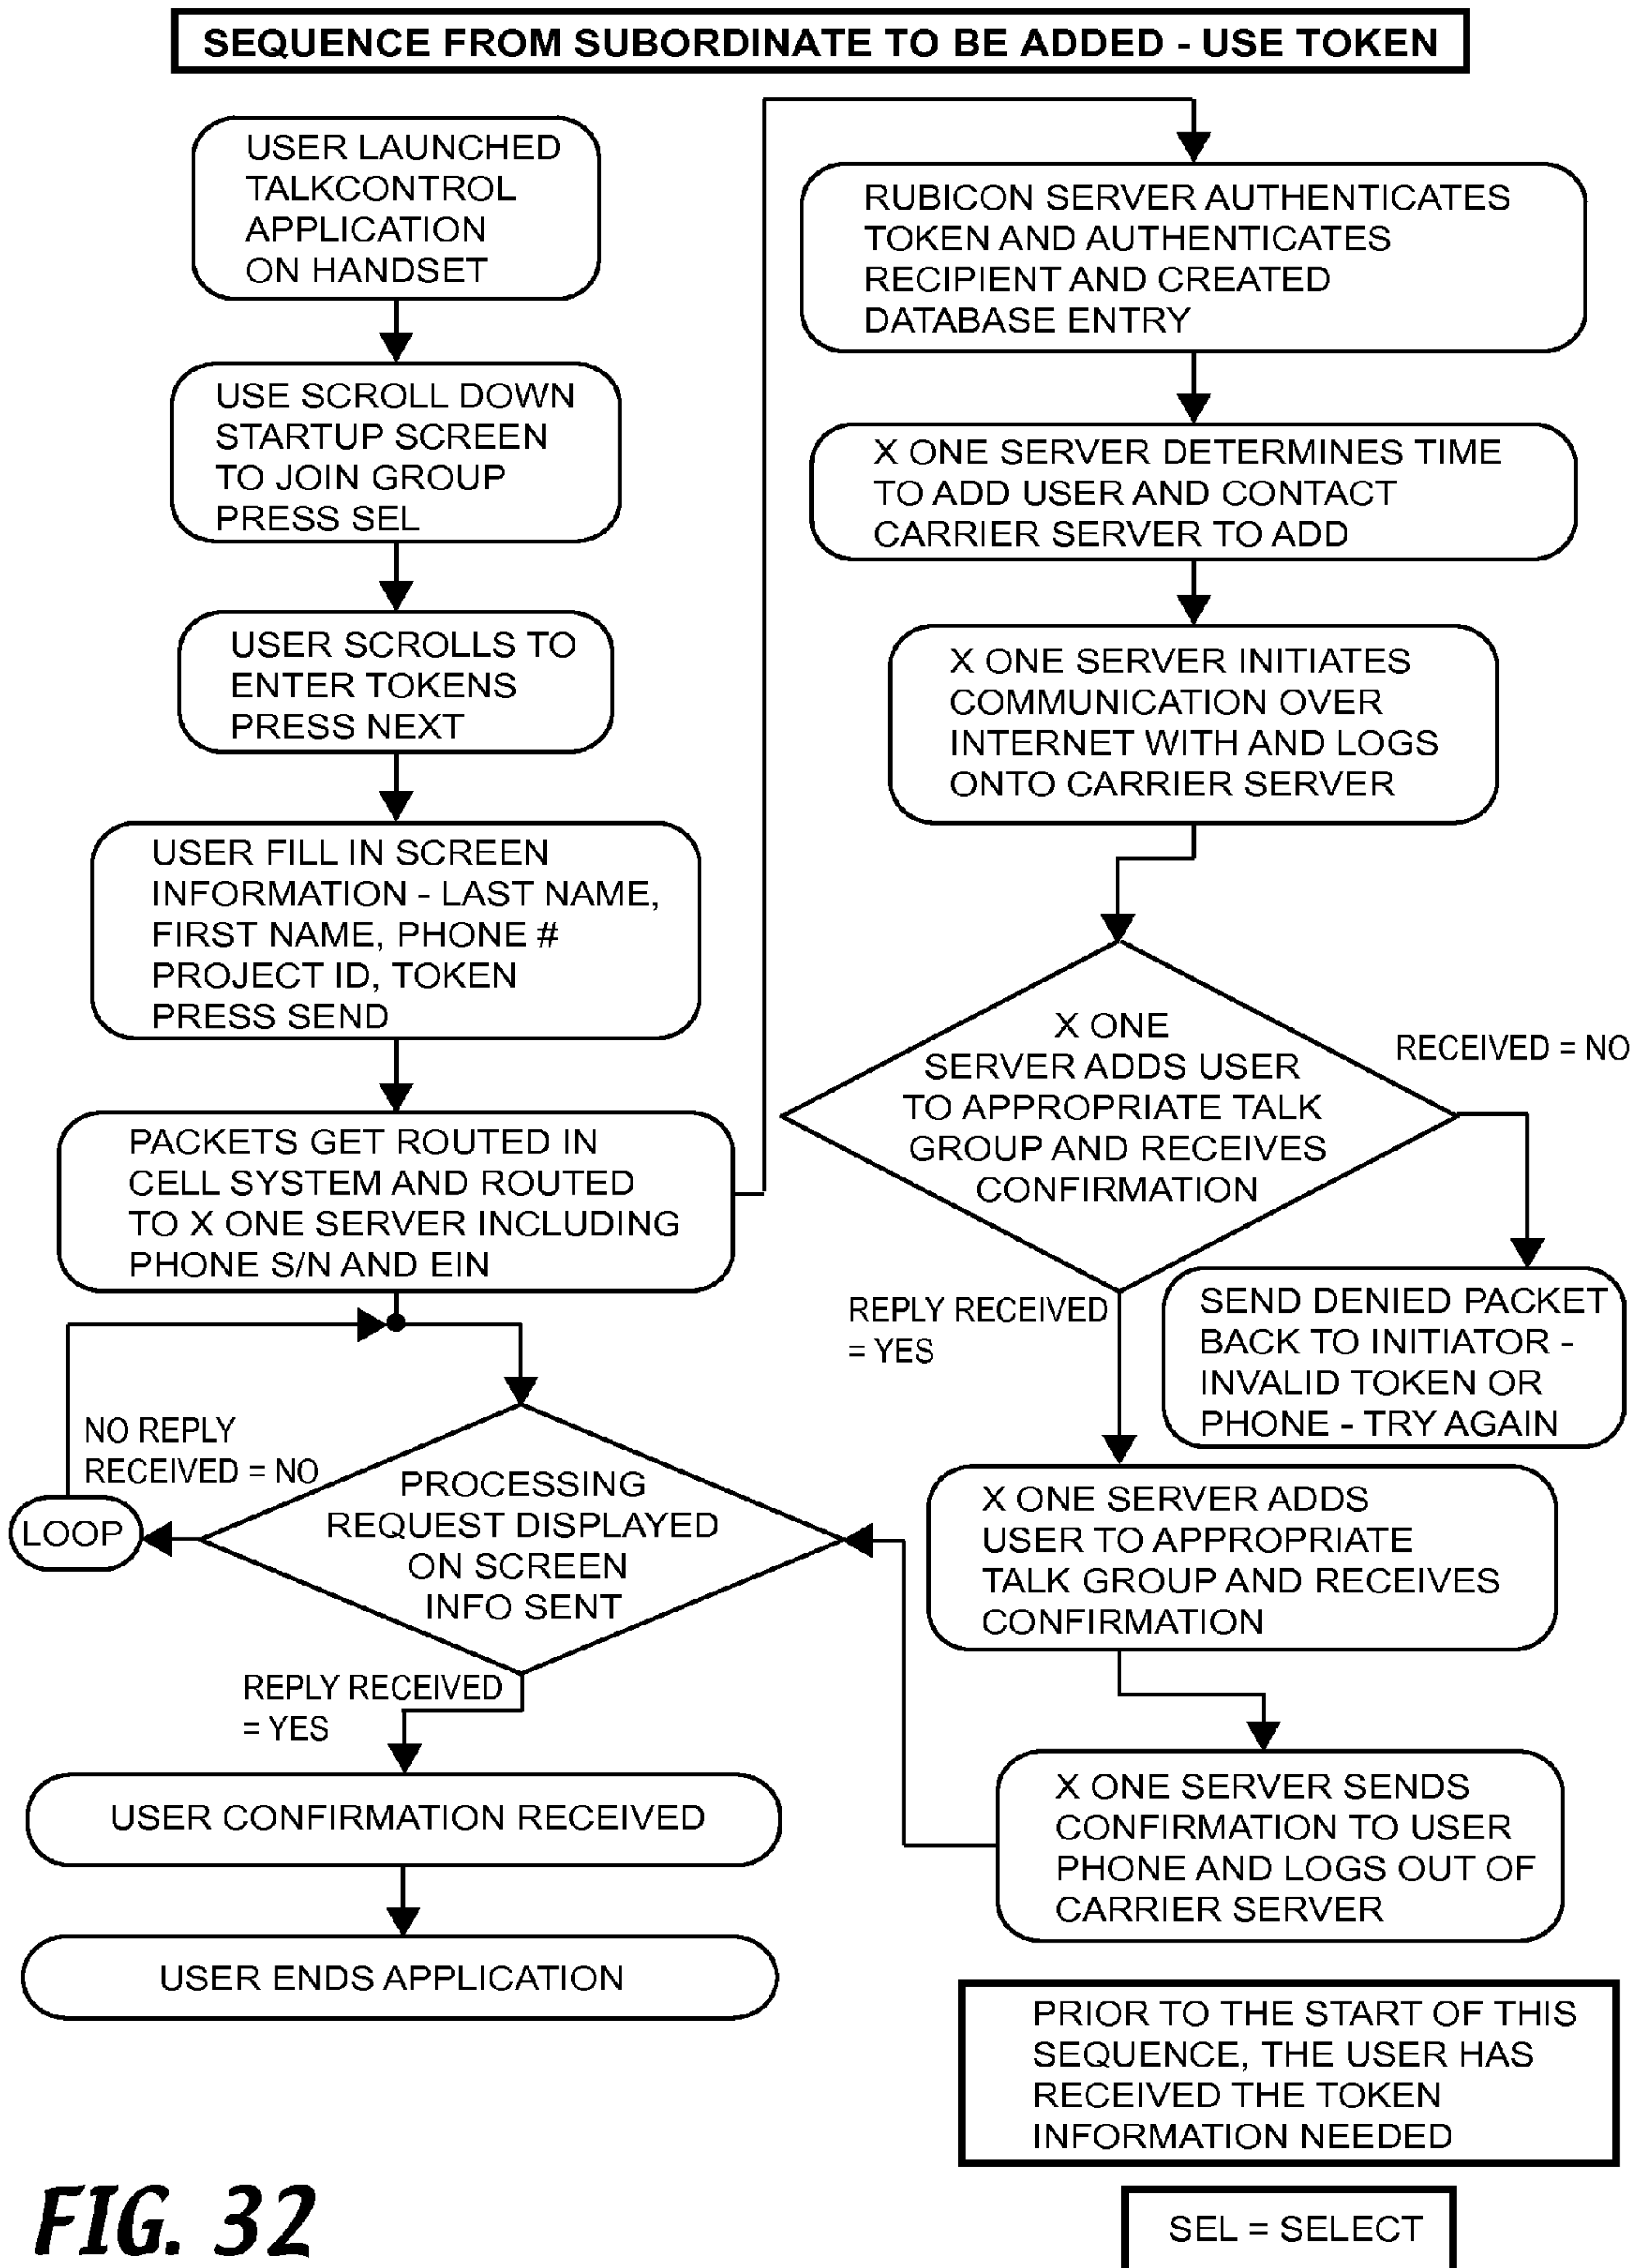 SEQUENCE FROM SUBORDINATE TO BE ADDED - USE TOKEN
USER LAUNCHED
TALKCONTROL
APPLICATION
ON HANDSET
USE SCROLL DOWN
STARTUP SCREEN
TO JOIN GROUP
PRESS SEL
USER SCROLLS TO
ENTER TOKENS
PRESS NEXT
USER FILL IN SCREEN
INFORMATION - LAST NAME,
FIRST NAME, PHONE #
PROJECT ID, TOKEN
PRESS SEND
PACKETS GET ROUTED IN
CELL SYSTEM AND ROUTED
TO X ONE SERVER INCLUDING
PHONE S/N AND EIN
NO REPLY
RECEIVED = NO
LOOP
PROCESSING
REQUEST DISPLAYED
ON SCREEN
INFO SENT
REPLY RECEIVED
= YES
USER CONFIRMATION RECEIVED
USER ENDS APPLICATION
RUBICON SERVER AUTHENTICATES
TOKEN AND AUTHENTICATES
RECIPIENT AND CREATED
DATABASE ENTRY
X ONE SERVER DETERMINES TIME
TO ADD USER AND CONTACT
CARRIER SERVER TO ADD
X ONE SERVER INITIATES
COMMUNICATION OVER
INTERNET WITH AND LOGS
ONTO CARRIER SERVER
X ONE
SERVER ADDS USER
TO APPROPRIATE TALK
GROUP AND RECEIVES
CONFIRMATION
RECEIVED = NO
SEND DENIED PACKET
BACK TO INITIATOR -
INVALID TOKEN OR
PHONE - TRY AGAIN
REPLY RECEIVED
= YES
X ONE SERVER ADDS
USER TO APPROPRIATE
TALK GROUP AND RECEIVES
CONFIRMATION
X ONE SERVER SENDS
CONFIRMATION TO USER
PHONE AND LOGS OUT OF
CARRIER SERVER
PRIOR TO THE START OF THIS
SEQUENCE, THE USER HAS
RECEIVED THE TOKEN
INFORMATION NEEDED
SEL = SELECT
FIG. 32